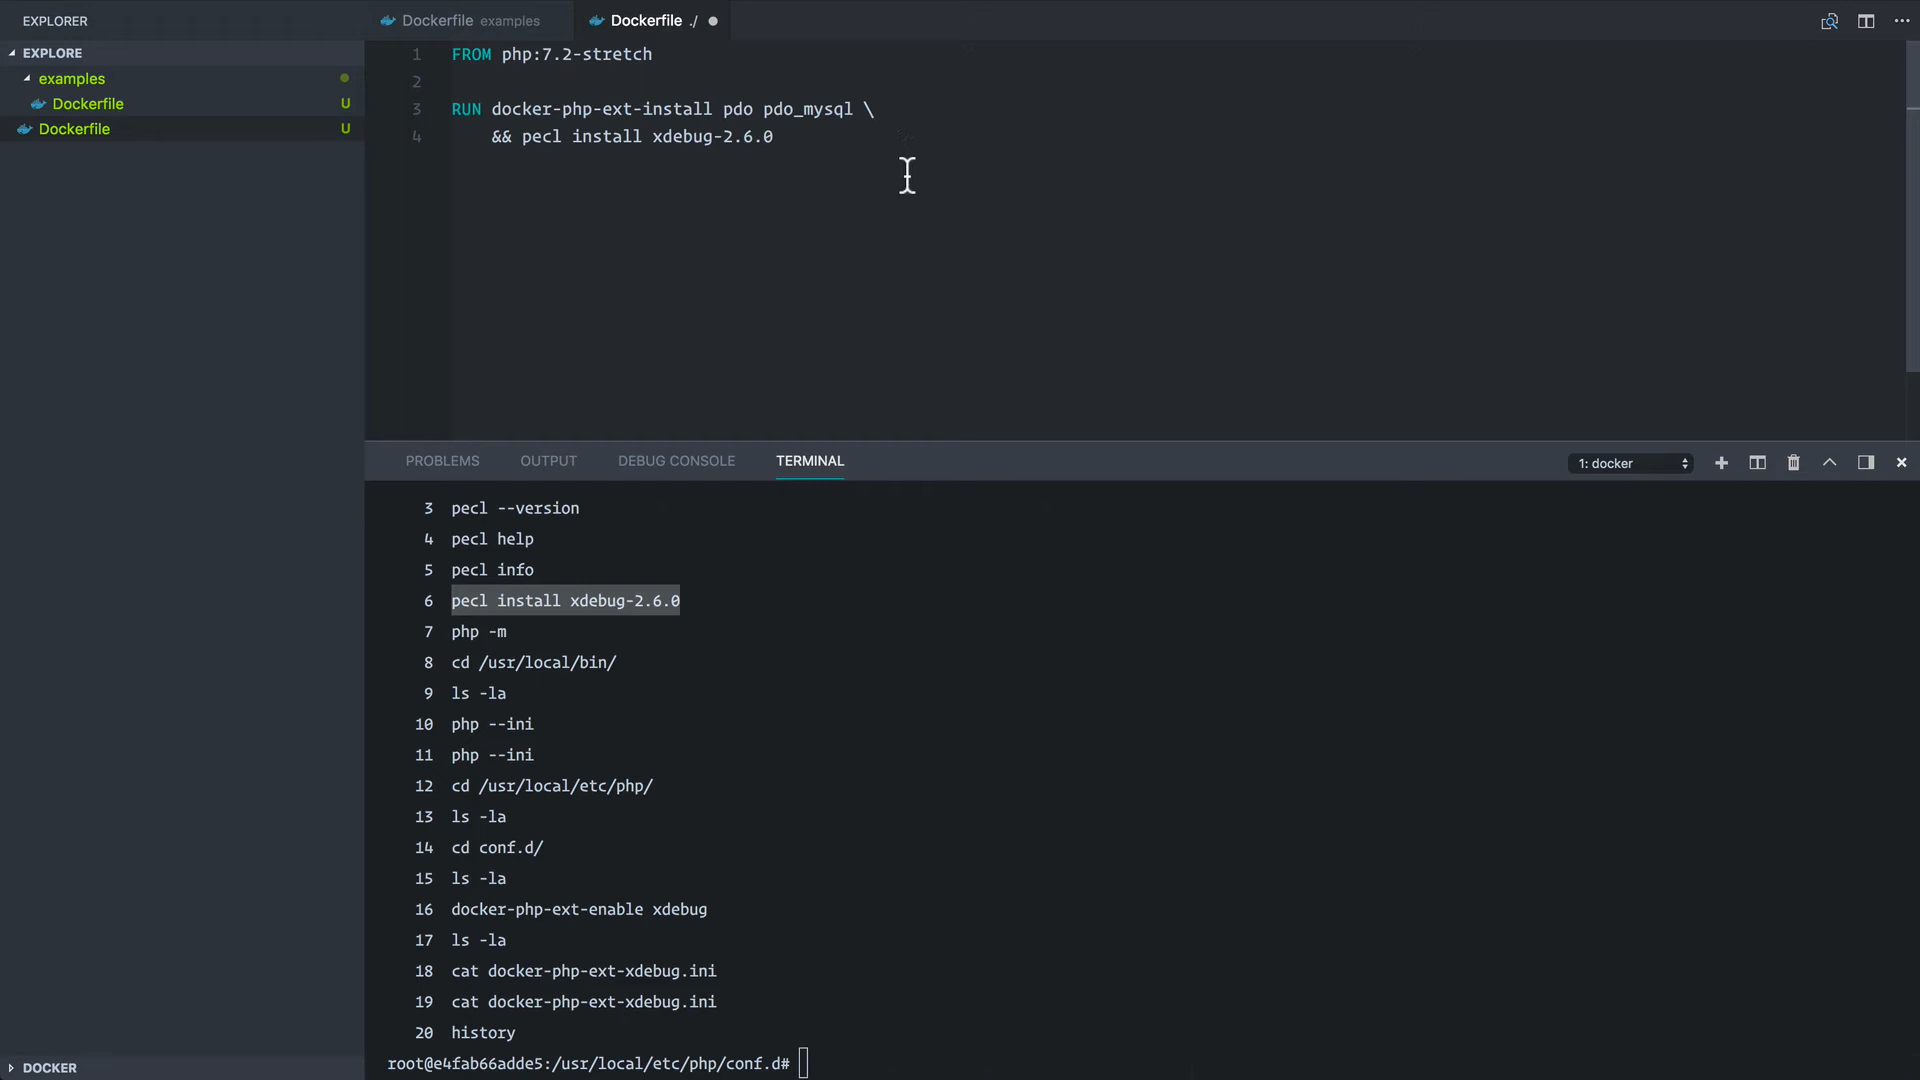 EXPLORER
EXPLORE
examples
Dockerfile U
Dockerfile U
DOCKER
Dockerfile examples
Dockerfile ./
1 FROM php:7.2-stretch
2
3 RUN docker-php-ext-install pdo pdo_mysql \
4 && pecl install xdebug-2.6.0
PROBLEMS OUTPUT DEBUG CONSOLE TERMINAL
1: docker
3 pecl --version
4 pecl help
5 pecl info
6 pecl install xdebug-2.6.0
7 php -m
8 cd /usr/local/bin/
9 ls -la
10 php --ini
11 php --ini
12 cd /usr/local/etc/php/
13 ls -la
14 cd conf.d/
15 ls -la
16 docker-php-ext-enable xdebug
17 ls -la
18 cat docker-php-ext-xdebug.ini
19 cat docker-php-ext-xdebug.ini
20 history
root@e4fab66adde5:/usr/local/etc/php/conf.d#